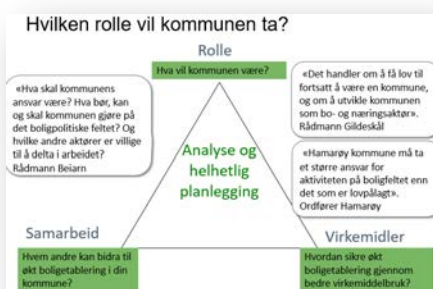 Hvilken rolle vil kommunen ta?
Rolle
Hva vil kommunen være?
«Hva skal kommunens
ansvar være? Hva bør, kan
og skal kommunen gjøre på
det boligpolitiske feltet? Og
hvilke andre aktører er villige
til å delta i arbeidet?
Rådmann Beiarn
«Det handler om å få lov til
fortsatt å være en kommune,
og om å utvikle kommunen
som bo- og næringsaktør».
Rådmann Gildeskål
Analyse og
helhetlig
planlegging
«Hamarøy kommune må ta
et større ansvar for
aktiviteten på boligfeltet enn
det som er lovpålagt».
Ordfører Hamarøy
Samarbeid
Hvem andre kan bidra til
økt boligetablering i din
kommune?
Virkemidler
Hvordan sikre økt
boligetablering gjennom
bedre virkemiddelbruk?